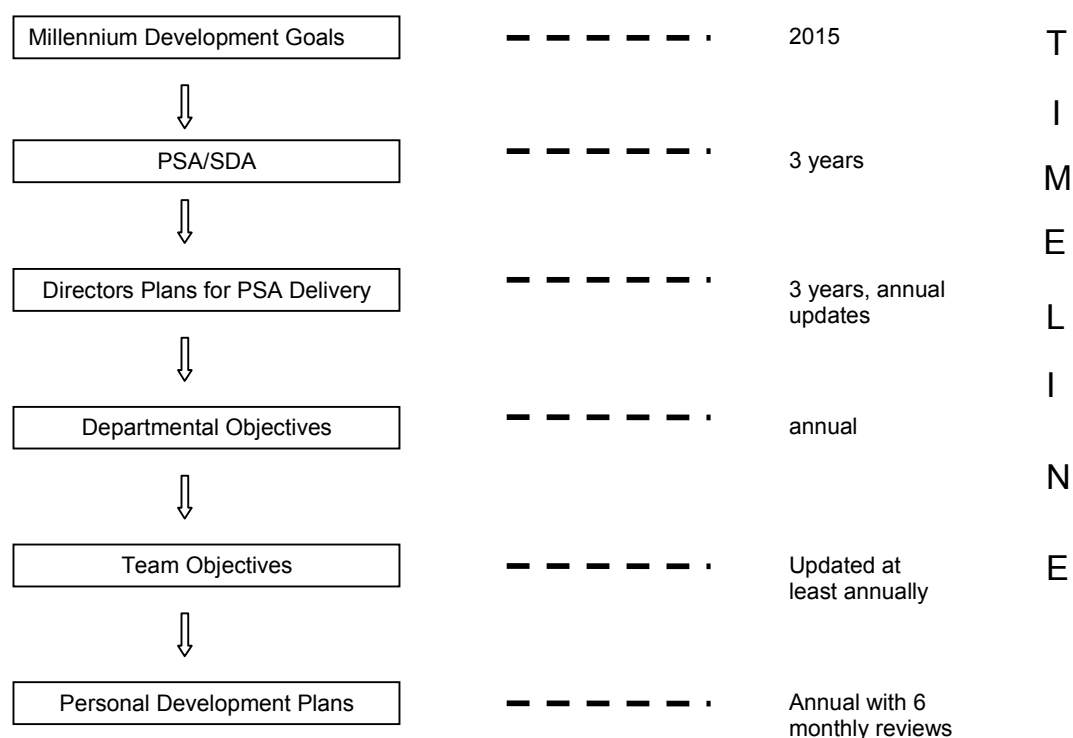 Millennium Development Goals
2015
PSA/SDA
3 years
Directors Plans for PSA Delivery
3 years, annual
updates
Departmental Objectives
annual
Team Objectives
Updated at
least annually
Personal Development Plans
Annual with 6
monthly reviews
T
I
M
E
L
I
N
E